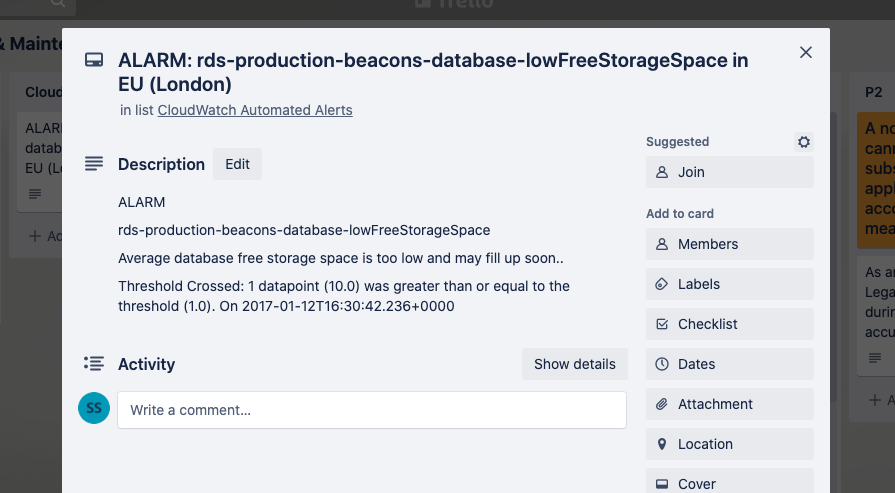 Trello
& Mainte
ALARM: rds-production-beacons-database-lowFreeStorageSpace in
EU (London)
in list CloudWatch Automated Alerts
Cloud
ALAR
datab
EU (L
Ad
Description Edit
ALARM
rds-production-beacons-database-lowFreeStorageSpace
Average database free storage space is too low and may fill up soon..
Threshold Crossed: 1 datapoint (10.0) was greater than or equal to the
threshold (1.0). On 2017-01-12T16:30:42.236+0000
Activity Show details
SS
Write a comment...
Suggested
Join
Add to card
Members
Labels
Checklist
Dates
Attachment
Location
Cover
P2
A no
cann
subs
appl
acco
mea
As an
Lega
durin
accu
A